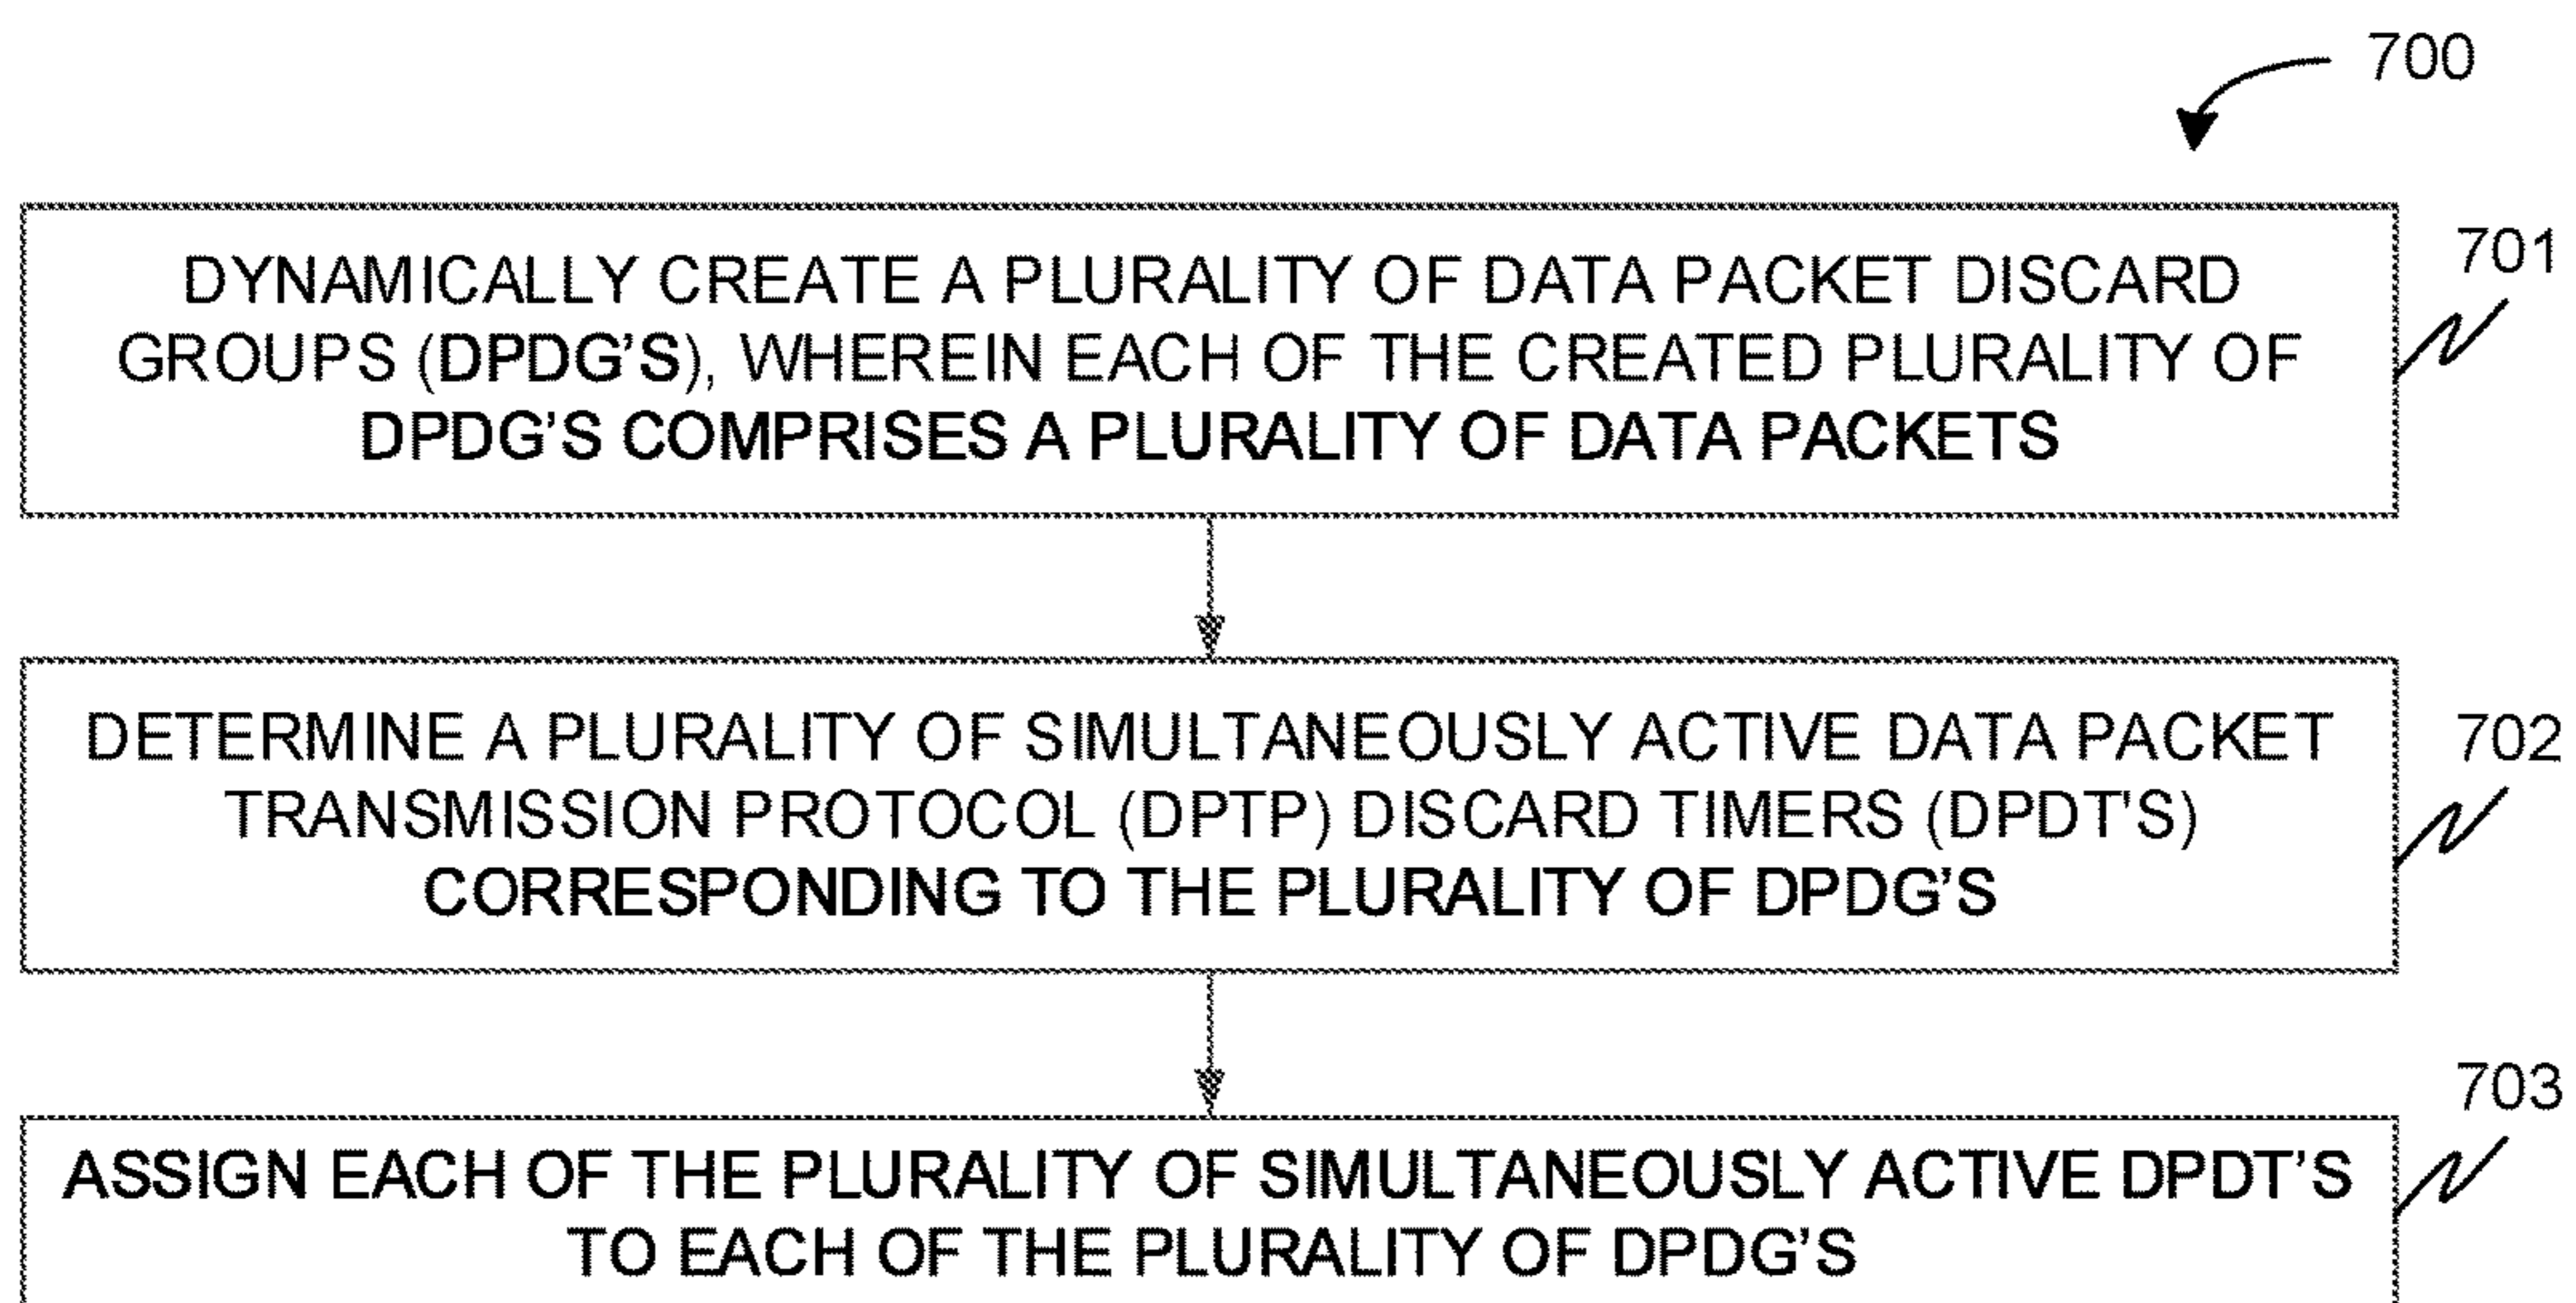 700
DYNAMICALLY CREATE A PLURALITY OF DATA PACKET DISCARD
GROUPS (DPDG’S), WHEREIN EACH OF THE CREATED PLURALITY OF
DPDG’S COMPRISES A PLURALITY OF DATA PACKETS
701
DETERMINE A PLURALITY OF SIMULTANEOUSLY ACTIVE DATA PACKET
TRANSMISSION PROTOCOL (DPTP) DISCARD TIMERS (DPDT'S)
CORRESPONDING TO THE PLURALITY OF DPDG’S
702
ASSIGN EACH OF THE PLURALITY OF SIMULTANEOUSLY ACTIVE DPDT’S
TO EACH OF THE PLURALITY OF DPDG’S
703